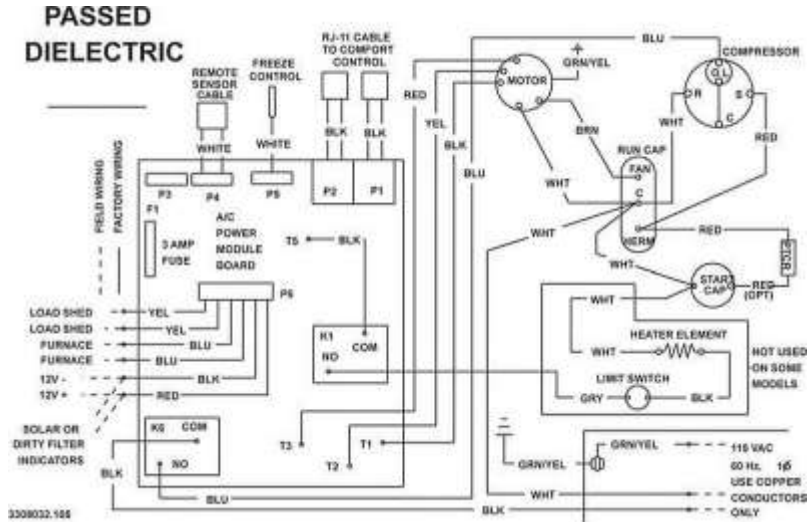 PASSED
DIELECTRIC
REMOTE
SENSOR
CABLE
FREEZE
CONTROL
RJ-11 CABLE
TO COMFORT
CONTROL
WHITE
WHITE
BLK
BLK
RED
YEL
BLK
BLU
MOTOR
GRN/YEL
BLU
COMPRESSOR
R
L
S
C
WHT
RED
BRN
RUN CAP
FAN
C
HERM
WHT
WHT
WHT
RED
PTCR
START
CAP
RED
(OPT)
FIELD WIRING
FACTORY WIRING
P3
P4
P5
P2
P1
F1
3 AMP
FUSE
A/C
POWER
MODULE
BOARD
T5
BLK
P6
LOAD SHED
YEL
LOAD SHED
YEL
FURNACE
BLU
FURNACE
BLU
12V -
BLK
12V +
RED
SOLAR OR
DIRTY FILTER
INDICATORS
K1
COM
NO
K6
COM
NO
BLK
BLU
T3
T2
T1
WHT
HEATER ELEMENT
WHT
LIMIT SWITCH
GRY
BLK
NOT USED
ON SOME
MODELS
GRN/YEL
GRN/YEL
115 VAC
60 Hz. 1ϕ
USE COPPER
CONDUCTORS
ONLY
WHT
BLK